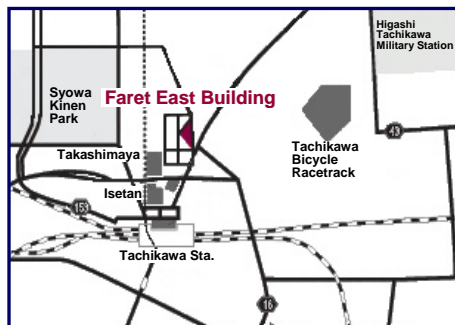 Higashi
Tachikawa
Military Station
Syowa
Kinen
Park
Faret East Building
43
Takashimaya
Tachikawa
Bicycle
Racetrack
Isetan
153
Tachikawa Sta.
16